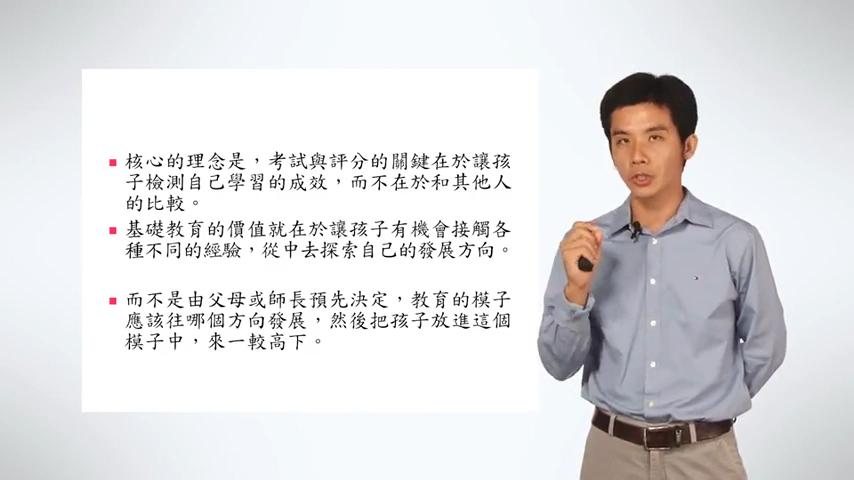 核心的理念是，考試與評分的關鍵在於讓孩
子檢測自己學習的成效，而不在於和其他人
的比較。
基礎教育的價值就在於讓孩子有機會接觸各
種不同的經驗，從中去探索自己的發展方向。
而不是由父母或師長預先決定，教育的模子
應該往哪個方向發展，然後把孩子放進這個
模子中，來一較高下。